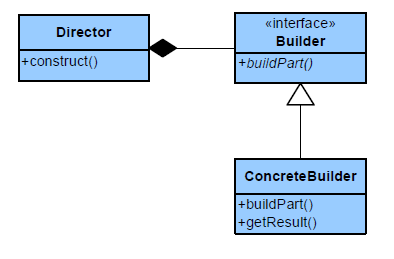 Director
+construct()
«interface»
Builder
+buildPart()
ConcreteBuilder
+buildPart()
+getResult()